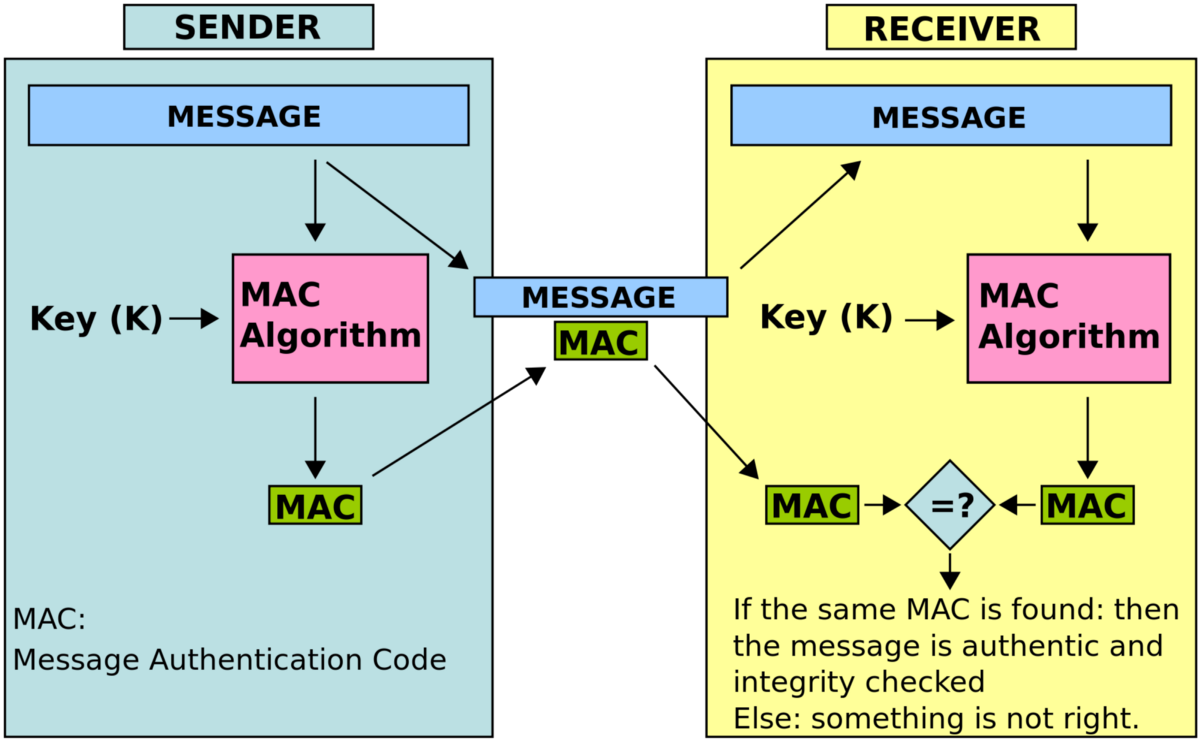 SENDER
MESSAGE
Key (K)
MAC
Algorithm
MAC
MAC:
Message Authentication Code
MESSAGE
MAC
RECEIVER
MESSAGE
Key (K)
MAC
Algorithm
MAC
=?
MAC
If the same MAC is found: then
the message is authentic and
integrity checked
Else: something is not right.